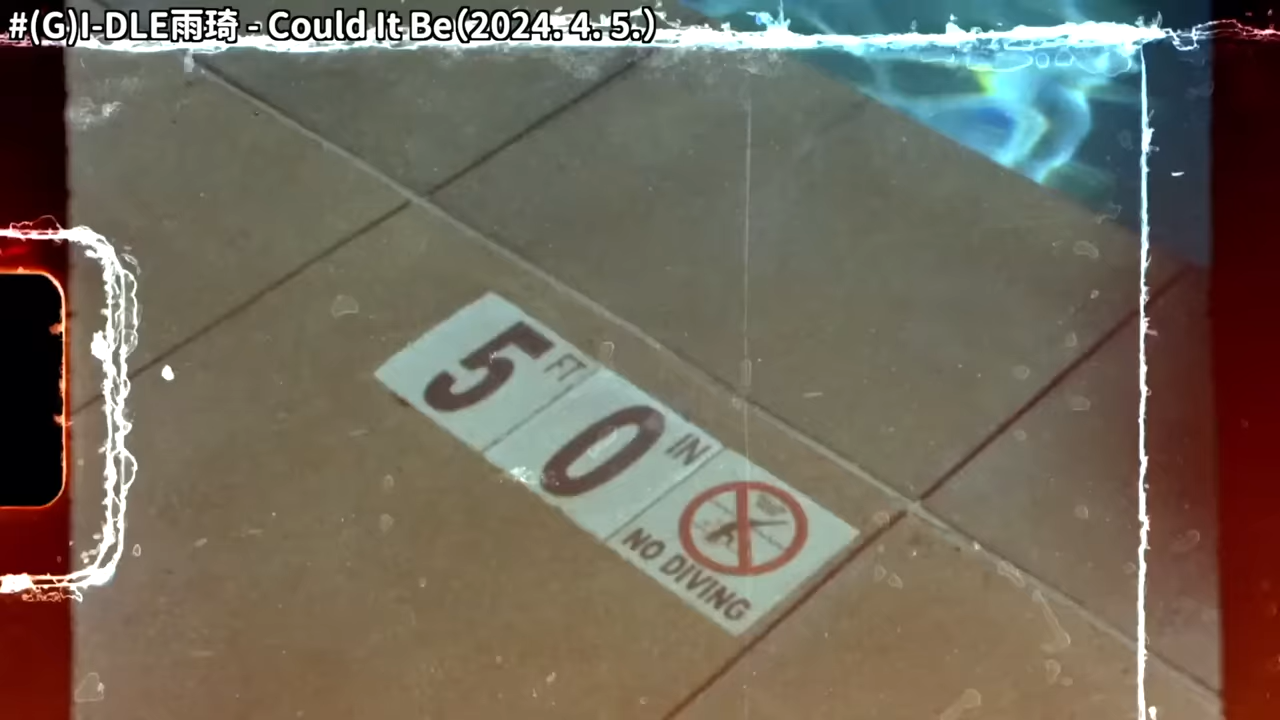 #(G)I-DLE雨琦 - Could It Be(2024. 4. 5.)
5 FT 0 IN
NO DIVING